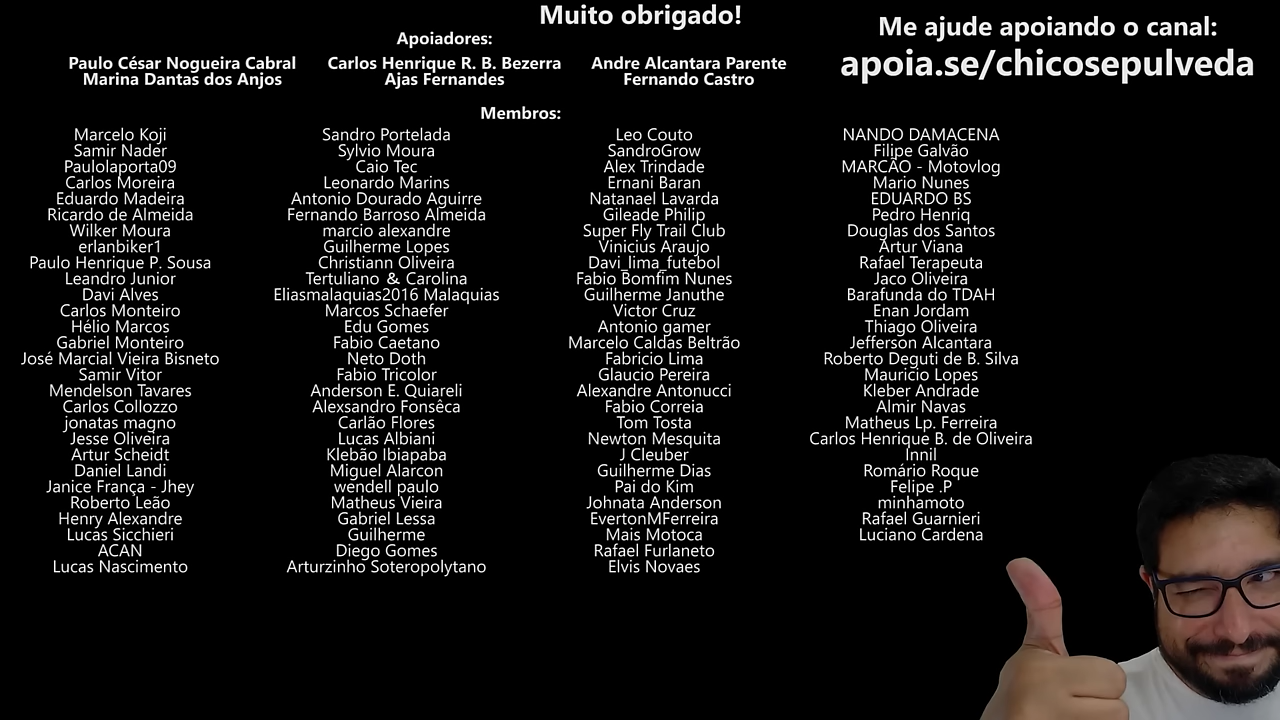 Muito obrigado!
Apoiadores:
Paulo César Nogueira Cabral
Marina Dantas dos Anjos
Carlos Henrique R. B. Bezerra
Ajas Fernandes
Andre Alcantara Parente
Fernando Castro
Me ajude apoiando o canal:
apoia.se/chicosepulveda
Membros:
Marcelo Koji
Samir Nader
Paulolaporta09
Carlos Moreira
Eduardo Madeira
Ricardo de Almeida
Wilker Moura
erlanbiker1
Paulo Henrique P. Sousa
Leandro Junior
Davi Alves
Carlos Monteiro
Hélio Marcos
Gabriel Monteiro
José Marcial Vieira Bisneto
Samir Vitor
Mendelson Tavares
Carlos Collozzo
jonatas magno
Jesse Oliveira
Artur Scheidt
Daniel Landi
Janice França - Jhey
Roberto Leão
Henry Alexandre
Lucas Sicchieri
ACAN
Lucas Nascimento
Sandro Portelada
Sylvio Moura
Caio Tec
Leonardo Marins
Antonio Dourado Aguirre
Fernando Barroso Almeida
marcio alexandre
Guilherme Lopes
Christiann Oliveira
Tertuliano & Carolina
Eliasmalaquias2016 Malaquias
Marcos Schaefer
Edu Gomes
Fabio Caetano
Neto Doth
Fabio Tricolor
Anderson E. Quiareli
Alexsandro Fonsêca
Carlão Flores
Lucas Albiani
Klebão Ibiapaba
Miguel Alarcon
wendell paulo
Matheus Vieira
Gabriel Lessa
Guilherme
Diego Gomes
Arturzinho Soteropolytano
Leo Couto
SandroGrow
Alex Trindade
Ernani Baran
Natanael Lavarda
Gileade Philip
Super Fly Trail Club
Vinicius Araujo
Davi_lima_futebol
Fabio Bomfim Nunes
Guilherme Januthe
Victor Cruz
Antonio gamer
Marcelo Caldas Beltrão
Fabricio Lima
Glaucio Pereira
Alexandre Antonucci
Fabio Correia
Tom Tosta
Newton Mesquita
J Cleuber
Guilherme Dias
Pai do Kim
Johnata Anderson
EvertonMFerreira
Mais Motoca
Rafael Furlaneto
Elvis Novaes
NANDO DAMACENA
Filipe Galvão
MARCÃO - Motovlog
Mario Nunes
EDUARDO BS
Pedro Henriq
Douglas dos Santos
Artur Viana
Rafael Terapeuta
Jaco Oliveira
Barafunda do TDAH
Enan Jordam
Thiago Oliveira
Jefferson Alcantara
Roberto Deguti de B. Silva
Mauricio Lopes
Kleber Andrade
Almir Navas
Matheus Lp. Ferreira
Carlos Henrique B. de Oliveira
Innil
Romário Roque
Felipe .P
minhamoto
Rafael Guarnieri
Luciano Cardena